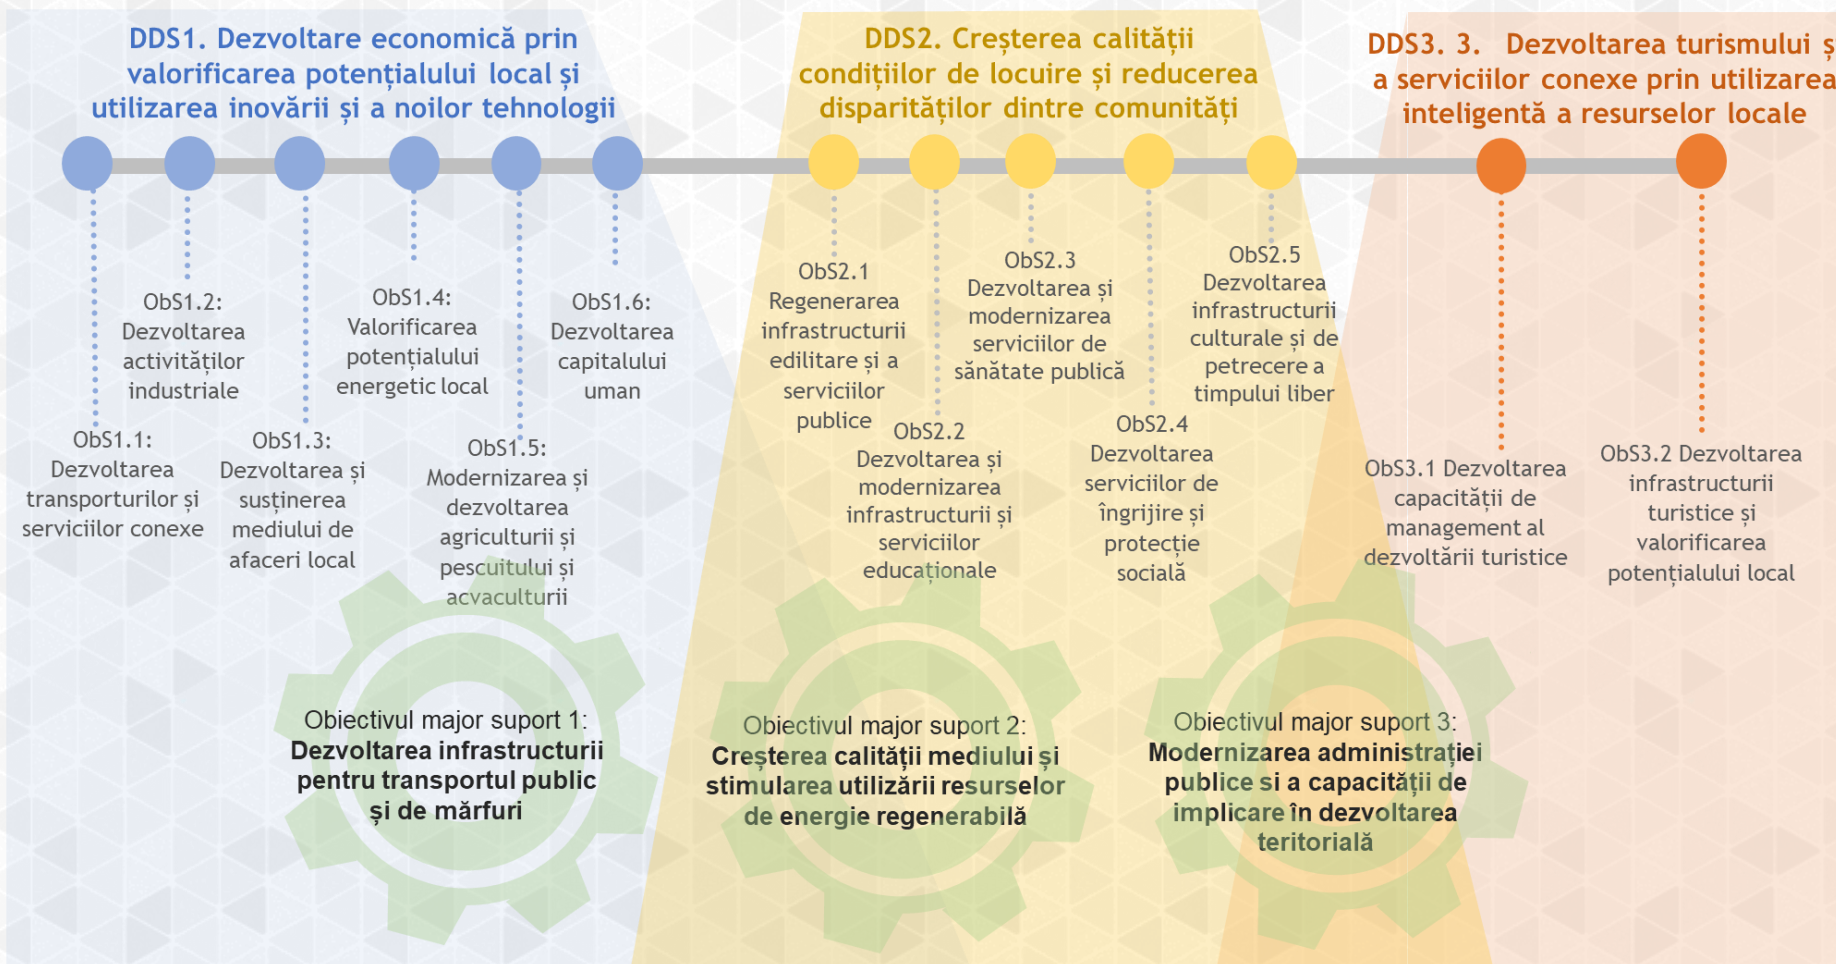 DDS1. Dezvoltare economică prin
valorificarea potențialului local și
utilizarea inovării și a noilor tehnologii
ObS1.1:
Dezvoltarea
transporturilor și
serviciilor conexe
ObS1.2:
Dezvoltarea
activităților
industriale
ObS1.3:
Dezvoltarea și
susținerea
mediului de
afaceri local
ObS1.4:
Valorificarea
potențialului
energetic local
ObS1.5:
Modernizarea și
dezvoltarea
agriculturii și
pescuitului și
acvaculturii
ObS1.6:
Dezvoltarea
capitalului
uman
DDS2. Creșterea calității
condițiilor de locuire și reducerea
disparităților dintre comunități
ObS2.1
Regenerarea
infrastructurii
edilitare și a
serviciilor
publice
ObS2.2
Dezvoltarea și
modernizarea
infrastructurii și
serviciilor
educaționale
ObS2.3
Dezvoltarea și
modernizarea
serviciilor de
sănătate publică
ObS2.4
Dezvoltarea
serviciilor de
îngrijire și
protecție
socială
ObS2.5
Dezvoltarea
infrastructurii
culturale și de
petrecere a
timpului liber
DDS3. 3. Dezvoltarea turismului ș
a serviciilor conexe prin utilizarea
inteligentă a resurselor locale
ObS3.1 Dezvoltarea
capacității de
management al
dezvoltării turistice
ObS3.2 Dezvoltarea
infrastructurii
turistice și
valorificarea
potențialului local
Obiectivul major suport 1:
Dezvoltarea infrastructurii
pentru transportul public
și de mărfuri
Obiectivul major suport 2:
Creșterea calității mediului și
stimularea utilizării resurselor
de energie regenerabilă
Obiectivul major suport 3:
Modernizarea administrației
publice si a capacității de
implicare în dezvoltarea
teritorială